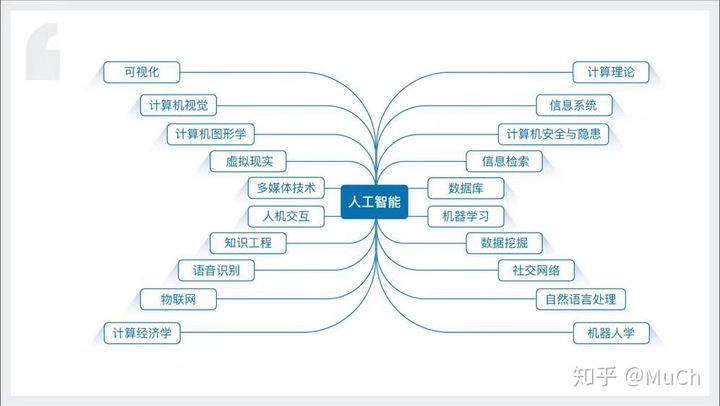 可视化
计算机视觉
计算机图形学
虚拟现实
多媒体技术
人机交互
知识工程
语音识别
物联网
计算经济学
人工智能
计算理论
信息系统
计算机安全与隐患
信息检索
数据库
机器学习
数据挖掘
社交网络
自然语言处理
机器人学
知乎 @MuCh